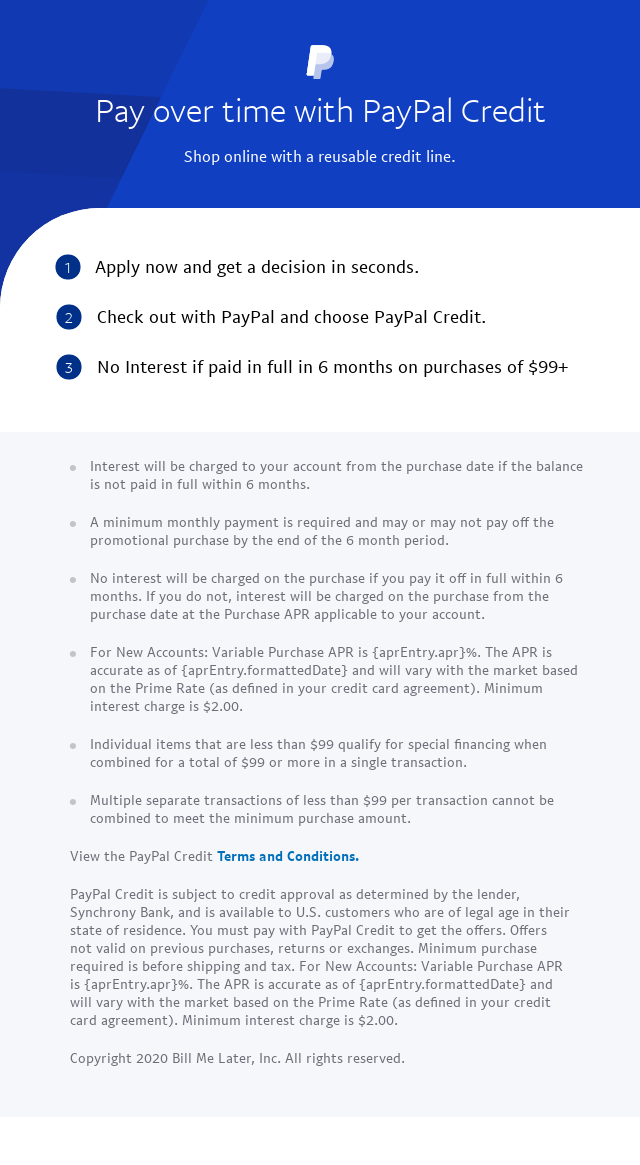 Pay over time with PayPal Credit
Shop online with a reusable credit line.
1 Apply now and get a decision in seconds.
2 Check out with PayPal and choose PayPal Credit.
3 No Interest if paid in full in 6 months on purchases of $99+
Interest will be charged to your account from the purchase date if the balance
is not paid in full within 6 months.
A minimum monthly payment is required and may or may not pay off the
promotional purchase by the end of the 6 month period.
No interest will be charged on the purchase if you pay it off in full within 6
months. If you do not, interest will be charged on the purchase from the
purchase date at the Purchase APR applicable to your account.
For New Accounts: Variable Purchase APR is {aprEntry.apr}%. The APR is
accurate as of {aprEntry.formattedDate} and will vary with the market based
on the Prime Rate (as defined in your credit card agreement). Minimum
interest charge is $2.00.
Individual items that are less than $99 qualify for special financing when
combined for a total of $99 or more in a single transaction.
Multiple separate transactions of less than $99 per transaction cannot be
combined to meet the minimum purchase amount.
View the PayPal Credit Terms and Conditions.
PayPal Credit is subject to credit approval as determined by the lender,
Synchrony Bank, and is available to U.S. customers who are of legal age in their
state of residence. You must pay with PayPal Credit to get the offers. Offers
not valid on previous purchases, returns or exchanges. Minimum purchase
required is before shipping and tax. For New Accounts: Variable Purchase APR
is {aprEntry.apr}%. The APR is accurate as of {aprEntry.formattedDate} and
will vary with the market based on the Prime Rate (as defined in your credit
card agreement). Minimum interest charge is $2.00.
Copyright 2020 Bill Me Later, Inc. All rights reserved.